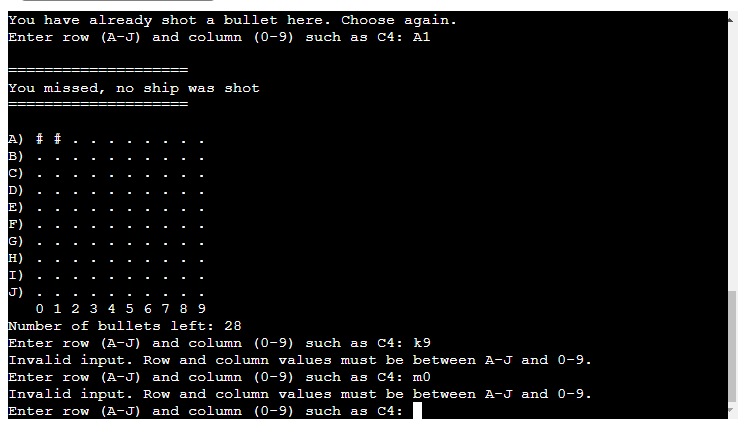 You have already shot a bullet here. Choose again.
Enter row (A-J) and column (0-9) such as C4: A1
=====================
You missed, no ship was shot
=====================
A) # # . . . . . . . .
B) . . . . . . . . . .
C) . . . . . . . . . .
D) . . . . . . . . . .
E) . . . . . . . . . .
F) . . . . . . . . . .
G) . . . . . . . . . .
H) . . . . . . . . . .
I) . . . . . . . . . .
J) . . . . . . . . . .
0 1 2 3 4 5 6 7 8 9
Number of bullets left: 28
Enter row (A-J) and column (0-9) such as C4: k9
Invalid input. Row and column values must be between A-J and 0-9.
Enter row (A-J) and column (0-9) such as C4: m0
Invalid input. Row and column values must be between A-J and 0-9.
Enter row (A-J) and column (0-9) such as C4: